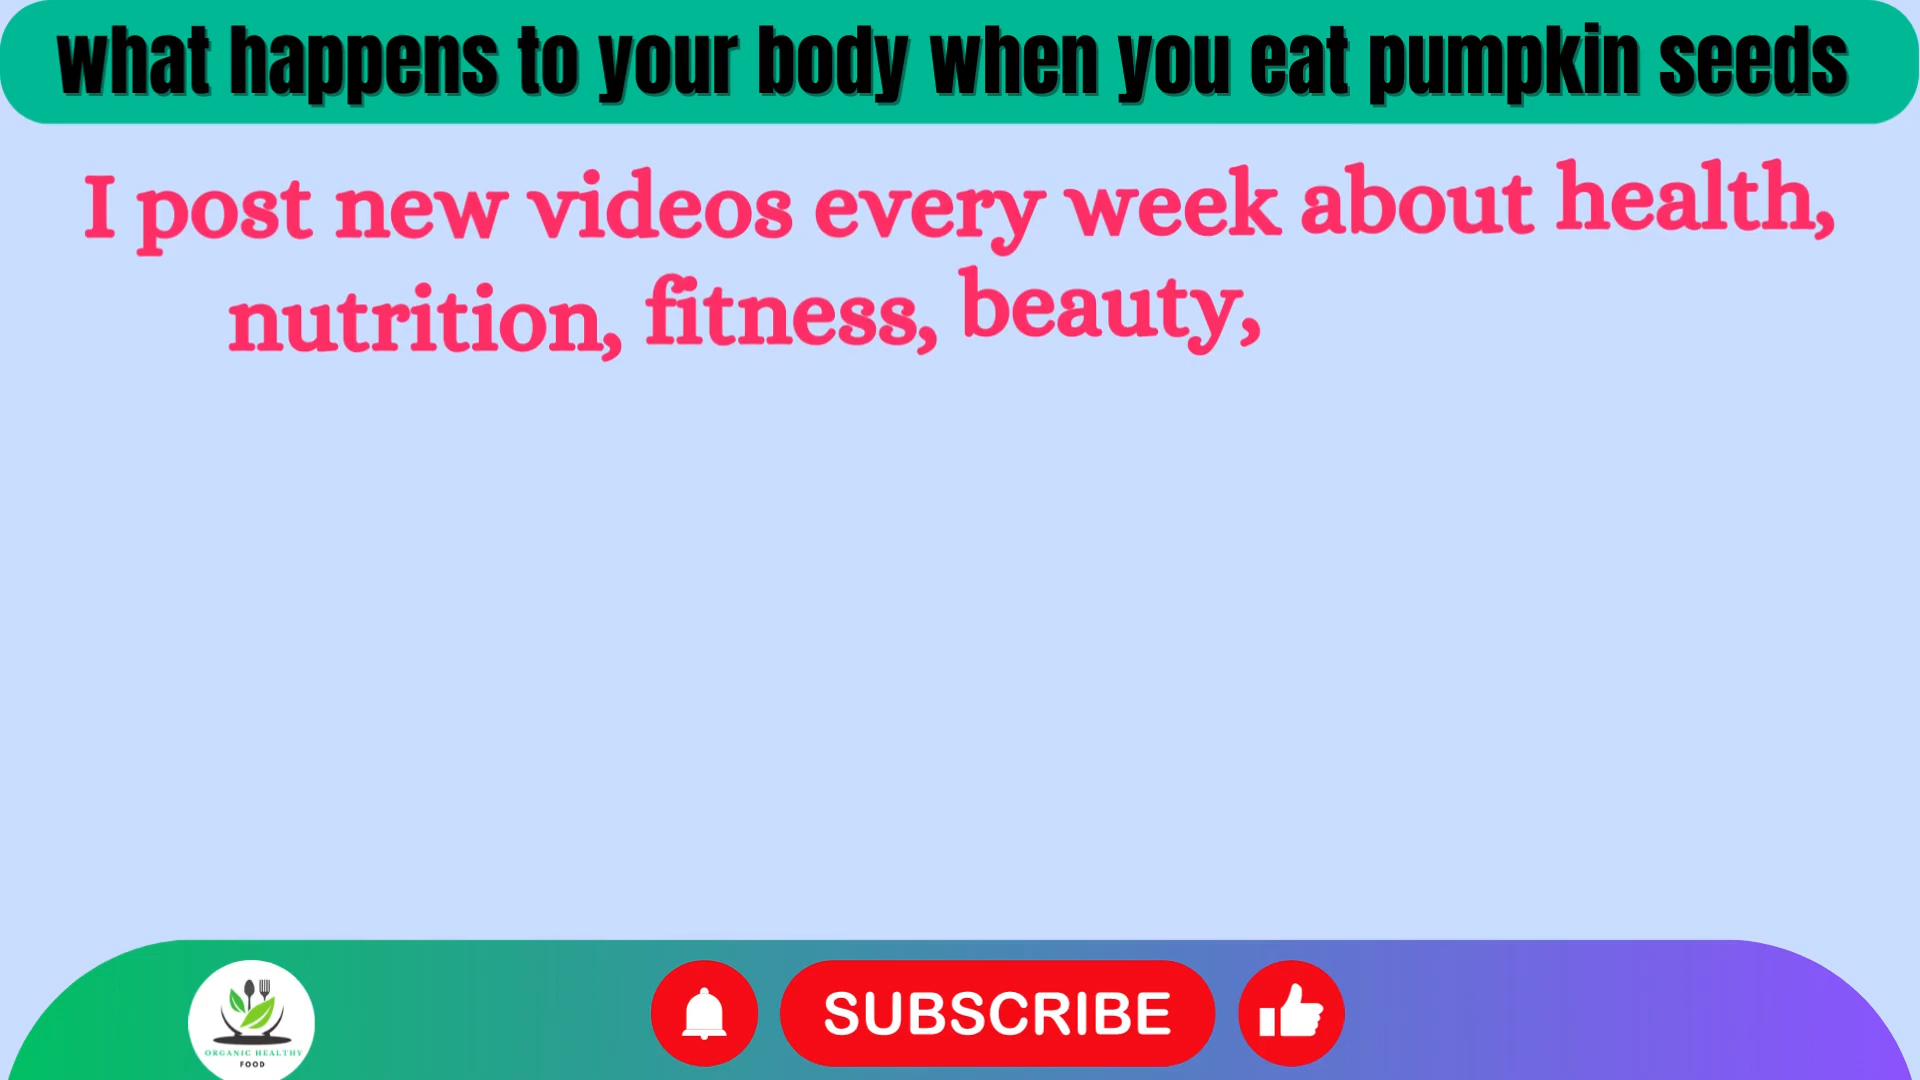 what happens to your body when you eat pumpkin seeds
I post new videos every week about health,
nutrition, fitness, beauty,
SUBSCRIBE
ORGANIC HEALTHY
FOOD